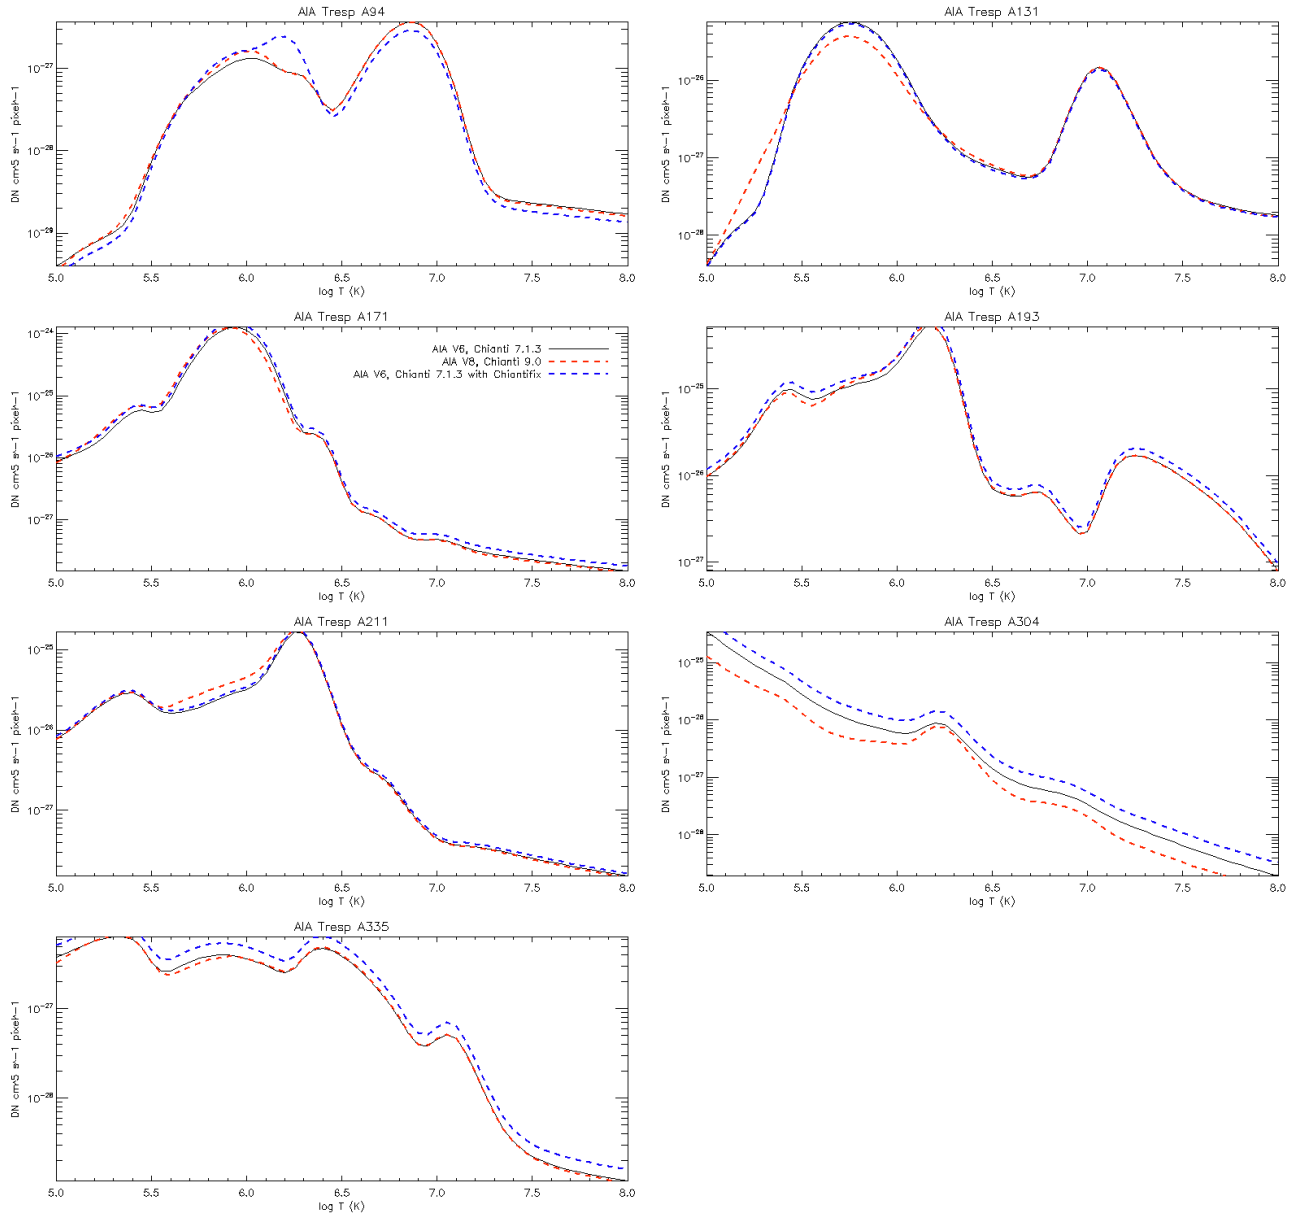 AIA Tresp A94
DN cm^5 s^-1 pixel^-1
10^-27
10^-28
10^-29
5.0 5.5 6.0 6.5 7.0 7.5 8.0
log T (K)
AIA Tresp A131
DN cm^5 s^-1 pixel^-1
10^-26
10^-27
10^-28
5.0 5.5 6.0 6.5 7.0 7.5 8.0
log T (K)
AIA Tresp A171
DN cm^5 s^-1 pixel^-1
10^-24
10^-25
10^-26
10^-27
AIA V6, Chianti 7.1.3
AIA V8, Chianti 9.0
AIA V6, Chianti 7.1.3 with Chiantifix
5.0 5.5 6.0 6.5 7.0 7.5 8.0
log T (K)
AIA Tresp A193
DN cm^5 s^-1 pixel^-1
10^-25
10^-26
10^-27
5.0 5.5 6.0 6.5 7.0 7.5 8.0
log T (K)
AIA Tresp A211
DN cm^5 s^-1 pixel^-1
10^-25
10^-26
10^-27
5.0 5.5 6.0 6.5 7.0 7.5 8.0
log T (K)
AIA Tresp A304
DN cm^5 s^-1 pixel^-1
10^-25
10^-26
10^-27
10^-28
5.0 5.5 6.0 6.5 7.0 7.5 8.0
log T (K)
AIA Tresp A335
DN cm^5 s^-1 pixel^-1
10^-27
10^-28
5.0 5.5 6.0 6.5 7.0 7.5 8.0
log T (K)